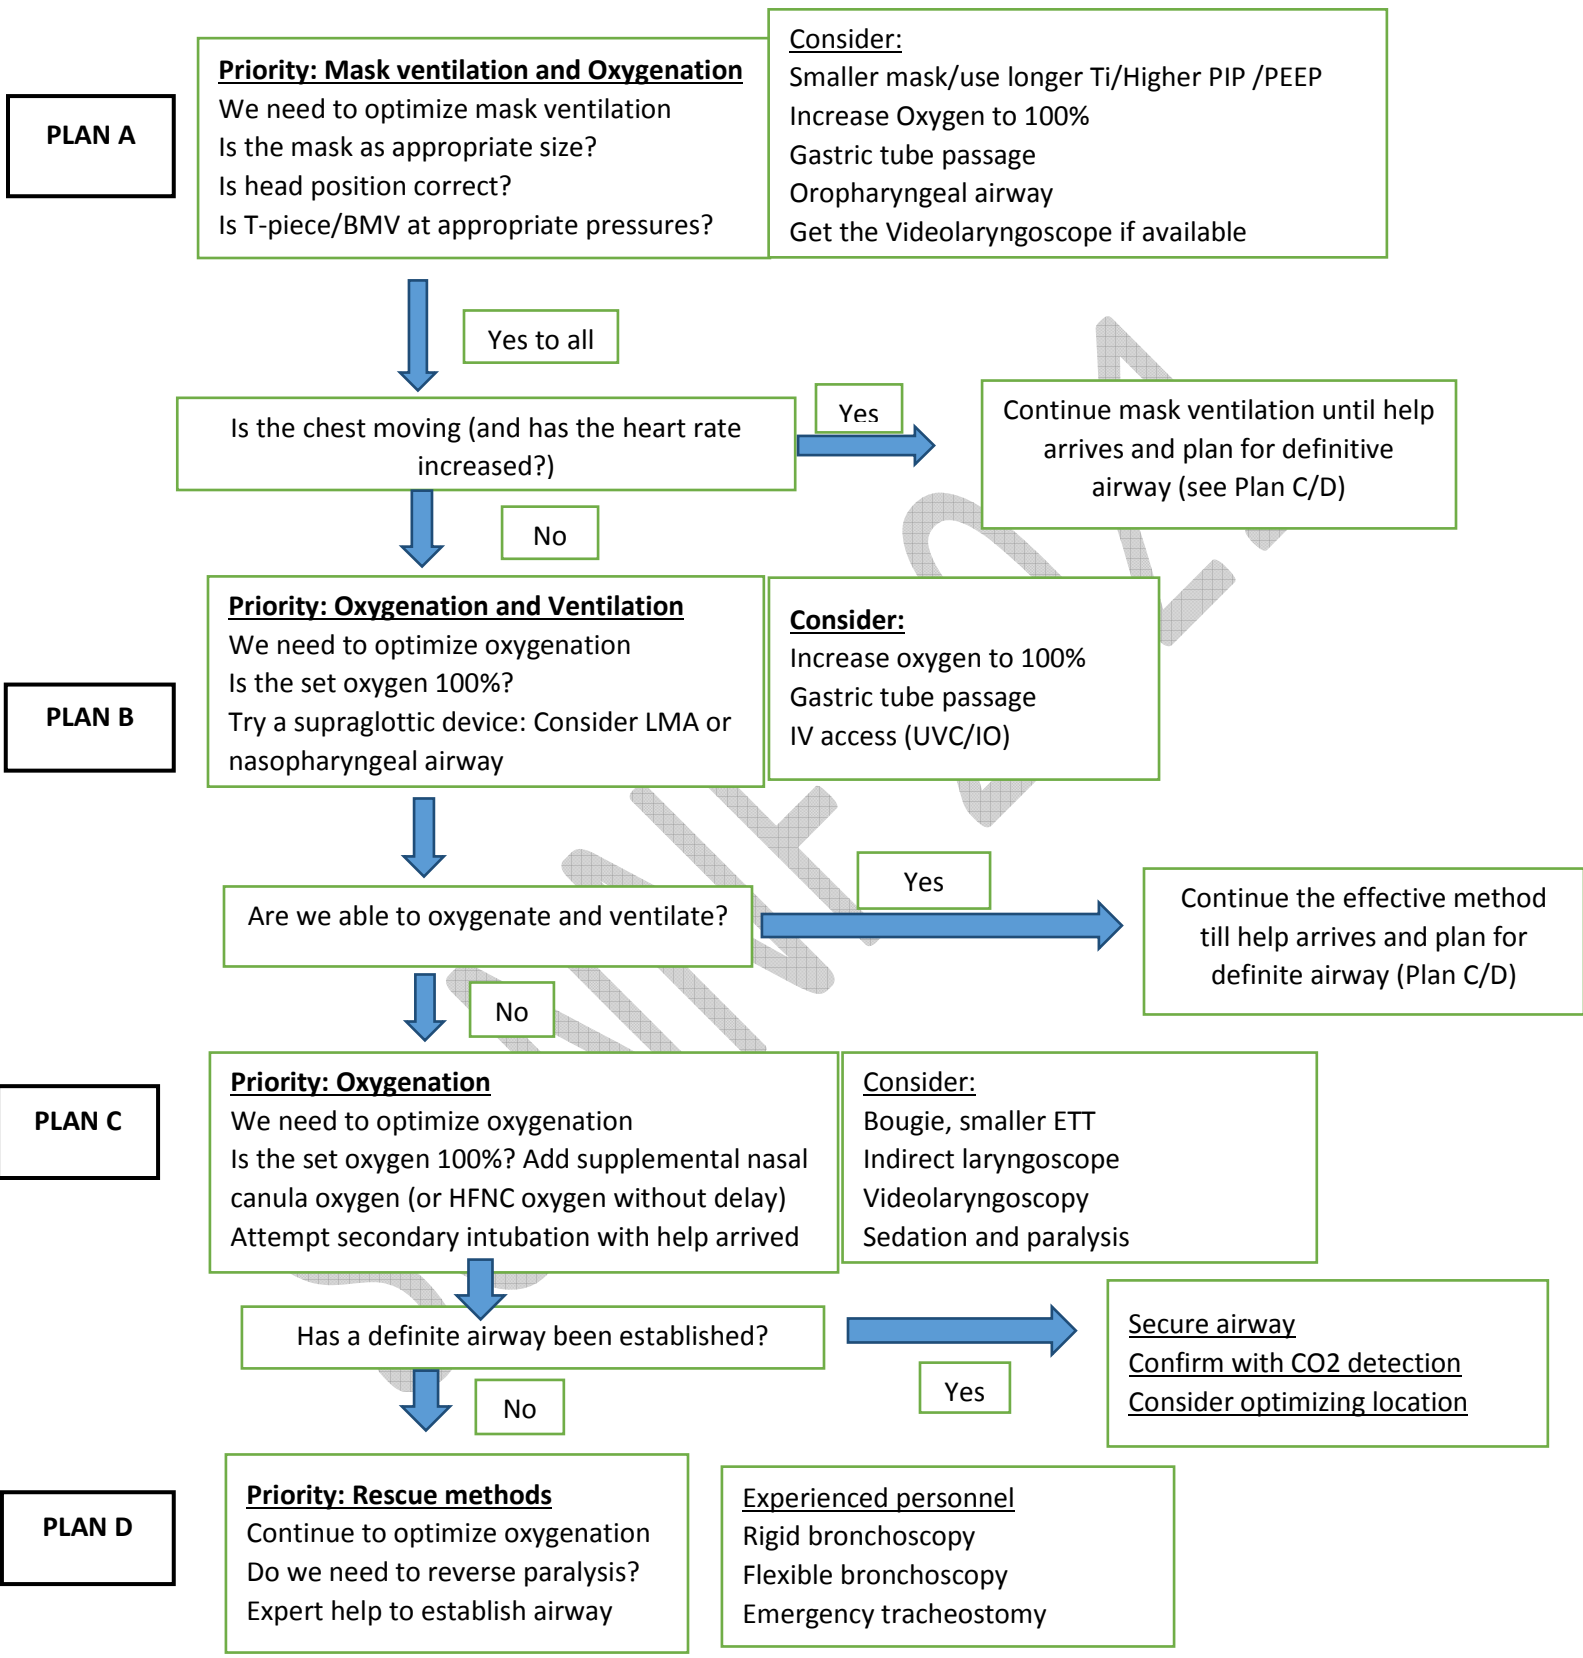 PLAN A
Priority: Mask ventilation and Oxygenation
We need to optimize mask ventilation
Is the mask as appropriate size?
Is head position correct?
Is T-piece/BMV at appropriate pressures?
Consider:
Smaller mask/use longer Ti/Higher PIP /PEEP
Increase Oxygen to 100%
Gastric tube passage
Oropharyngeal airway
Get the Videolaryngoscope if available
Yes to all
Is the chest moving (and has the heart rate
increased?)
Yes
Continue mask ventilation until help
arrives and plan for definitive
airway (see Plan C/D)
No
PLAN B
Priority: Oxygenation and Ventilation
We need to optimize oxygenation
Is the set oxygen 100%?
Try a supraglottic device: Consider LMA or
nasopharyngeal airway
Consider:
Increase oxygen to 100%
Gastric tube passage
IV access (UVC/IO)
Are we able to oxygenate and ventilate?
Yes
Continue the effective method
till help arrives and plan for
definite airway (Plan C/D)
No
PLAN C
Priority: Oxygenation
We need to optimize oxygenation
Is the set oxygen 100%? Add supplemental nasal
canula oxygen (or HFNC oxygen without delay)
Attempt secondary intubation with help arrived
Consider:
Bougie, smaller ETT
Indirect laryngoscope
Videolaryngoscopy
Sedation and paralysis
Has a definite airway been established?
Yes
Secure airway
Confirm with CO2 detection
Consider optimizing location
No
PLAN D
Priority: Rescue methods
Continue to optimize oxygenation
Do we need to reverse paralysis?
Expert help to establish airway
Experienced personnel
Rigid bronchoscopy
Flexible bronchoscopy
Emergency tracheostomy